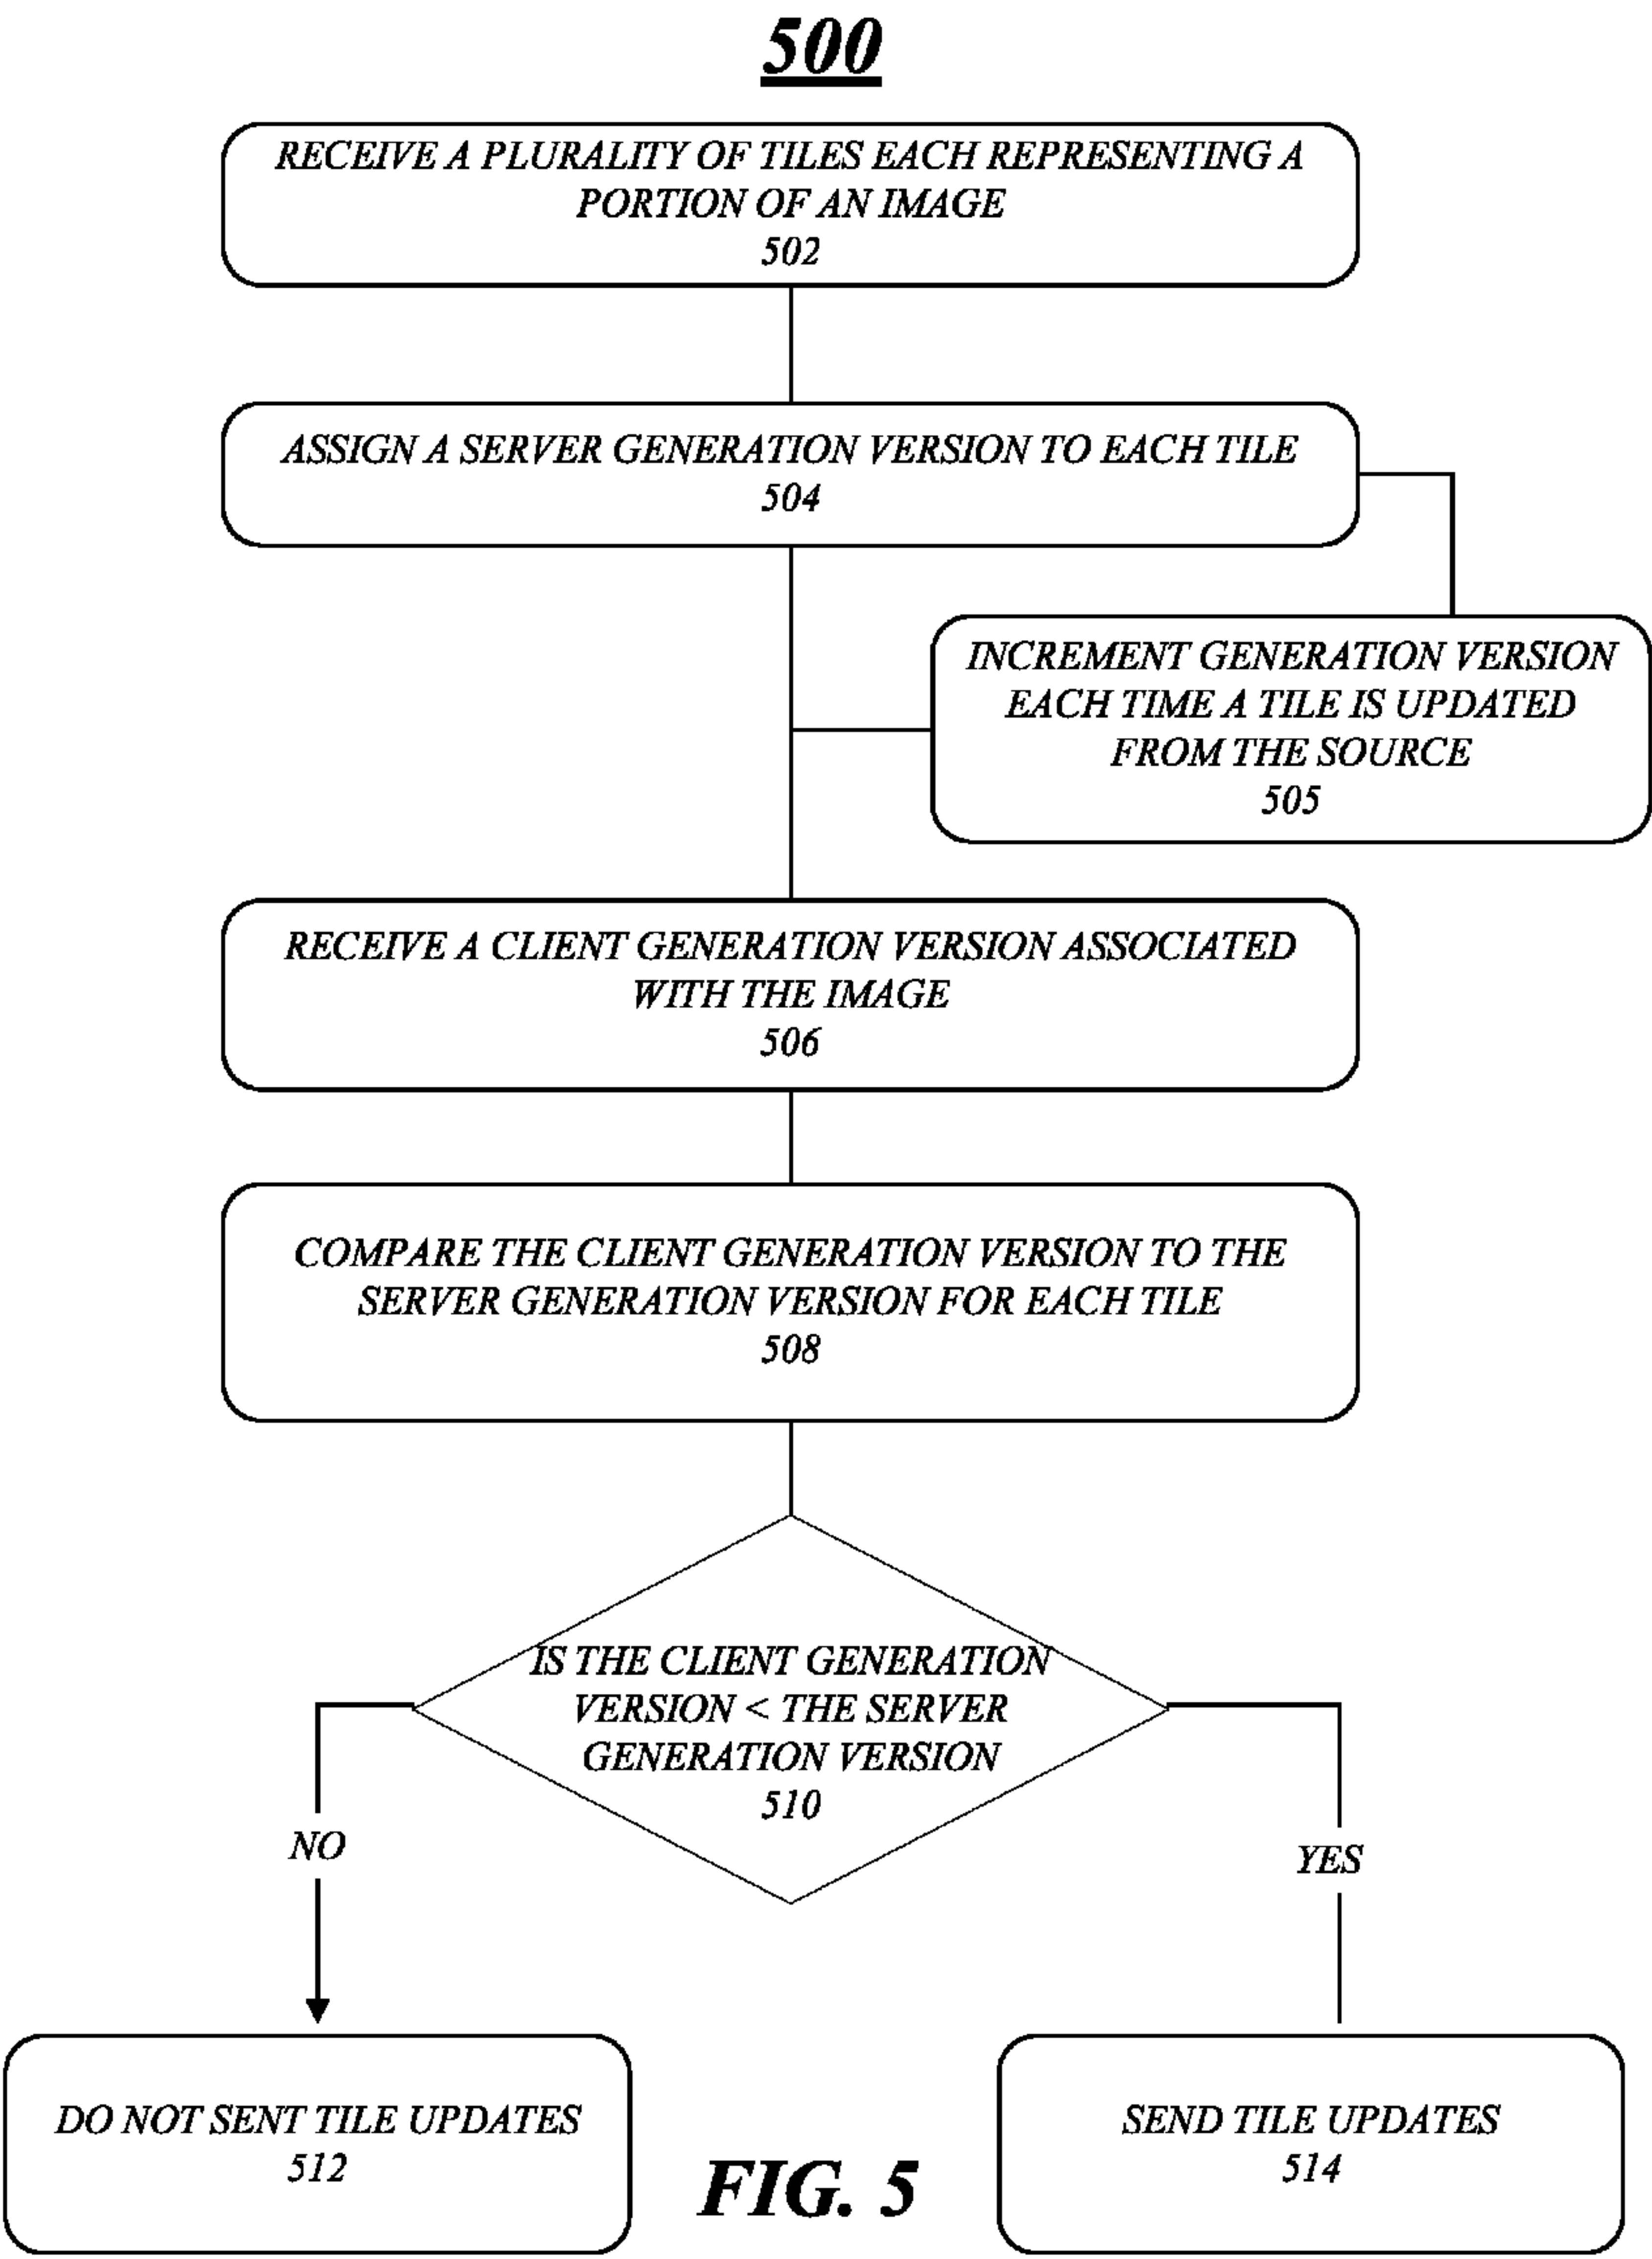 500
RECEIVE A PLURALITY OF TILES EACH REPRESENTING A
PORTION OF AN IMAGE
502
ASSIGN A SERVER GENERATION VERSION TO EACH TILE
504
INCREMENT GENERATION VERSION
EACH TIME A TILE IS UPDATED
FROM THE SOURCE
505
RECEIVE A CLIENT GENERATION VERSION ASSOCIATED
WITH THE IMAGE
506
COMPARE THE CLIENT GENERATION VERSION TO THE
SERVER GENERATION VERSION FOR EACH TILE
508
IS THE CLIENT GENERATION
VERSION < THE SERVER
GENERATION VERSION
510
NO
YES
DO NOT SENT TILE UPDATES
512
SEND TILE UPDATES
514
FIG. 5